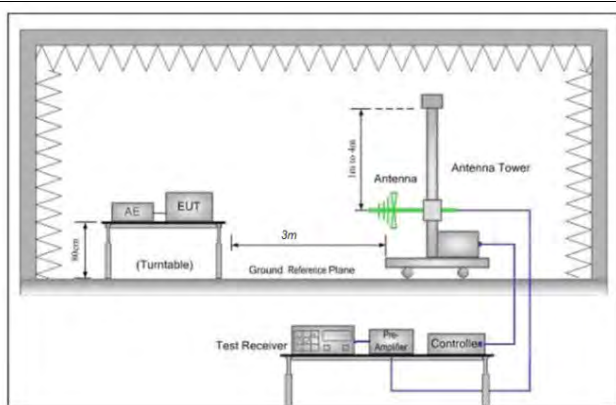 1m to 4m
Antenna Tower
Antenna
AE
EUT
3m
80cm
(Turntable)
Ground Reference Plane
Test Receiver
Pre-
Amplifier
Controller